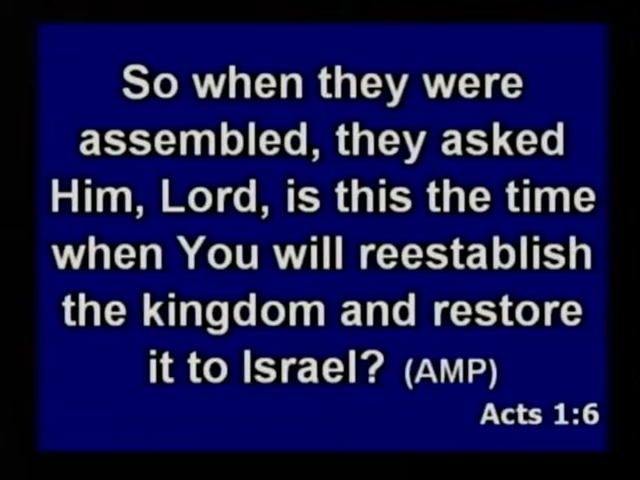 So when they were
assembled, they asked
Him, Lord, is this the time
when You will reestablish
the kingdom and restore
it to Israel? (AMP)
Acts 1:6